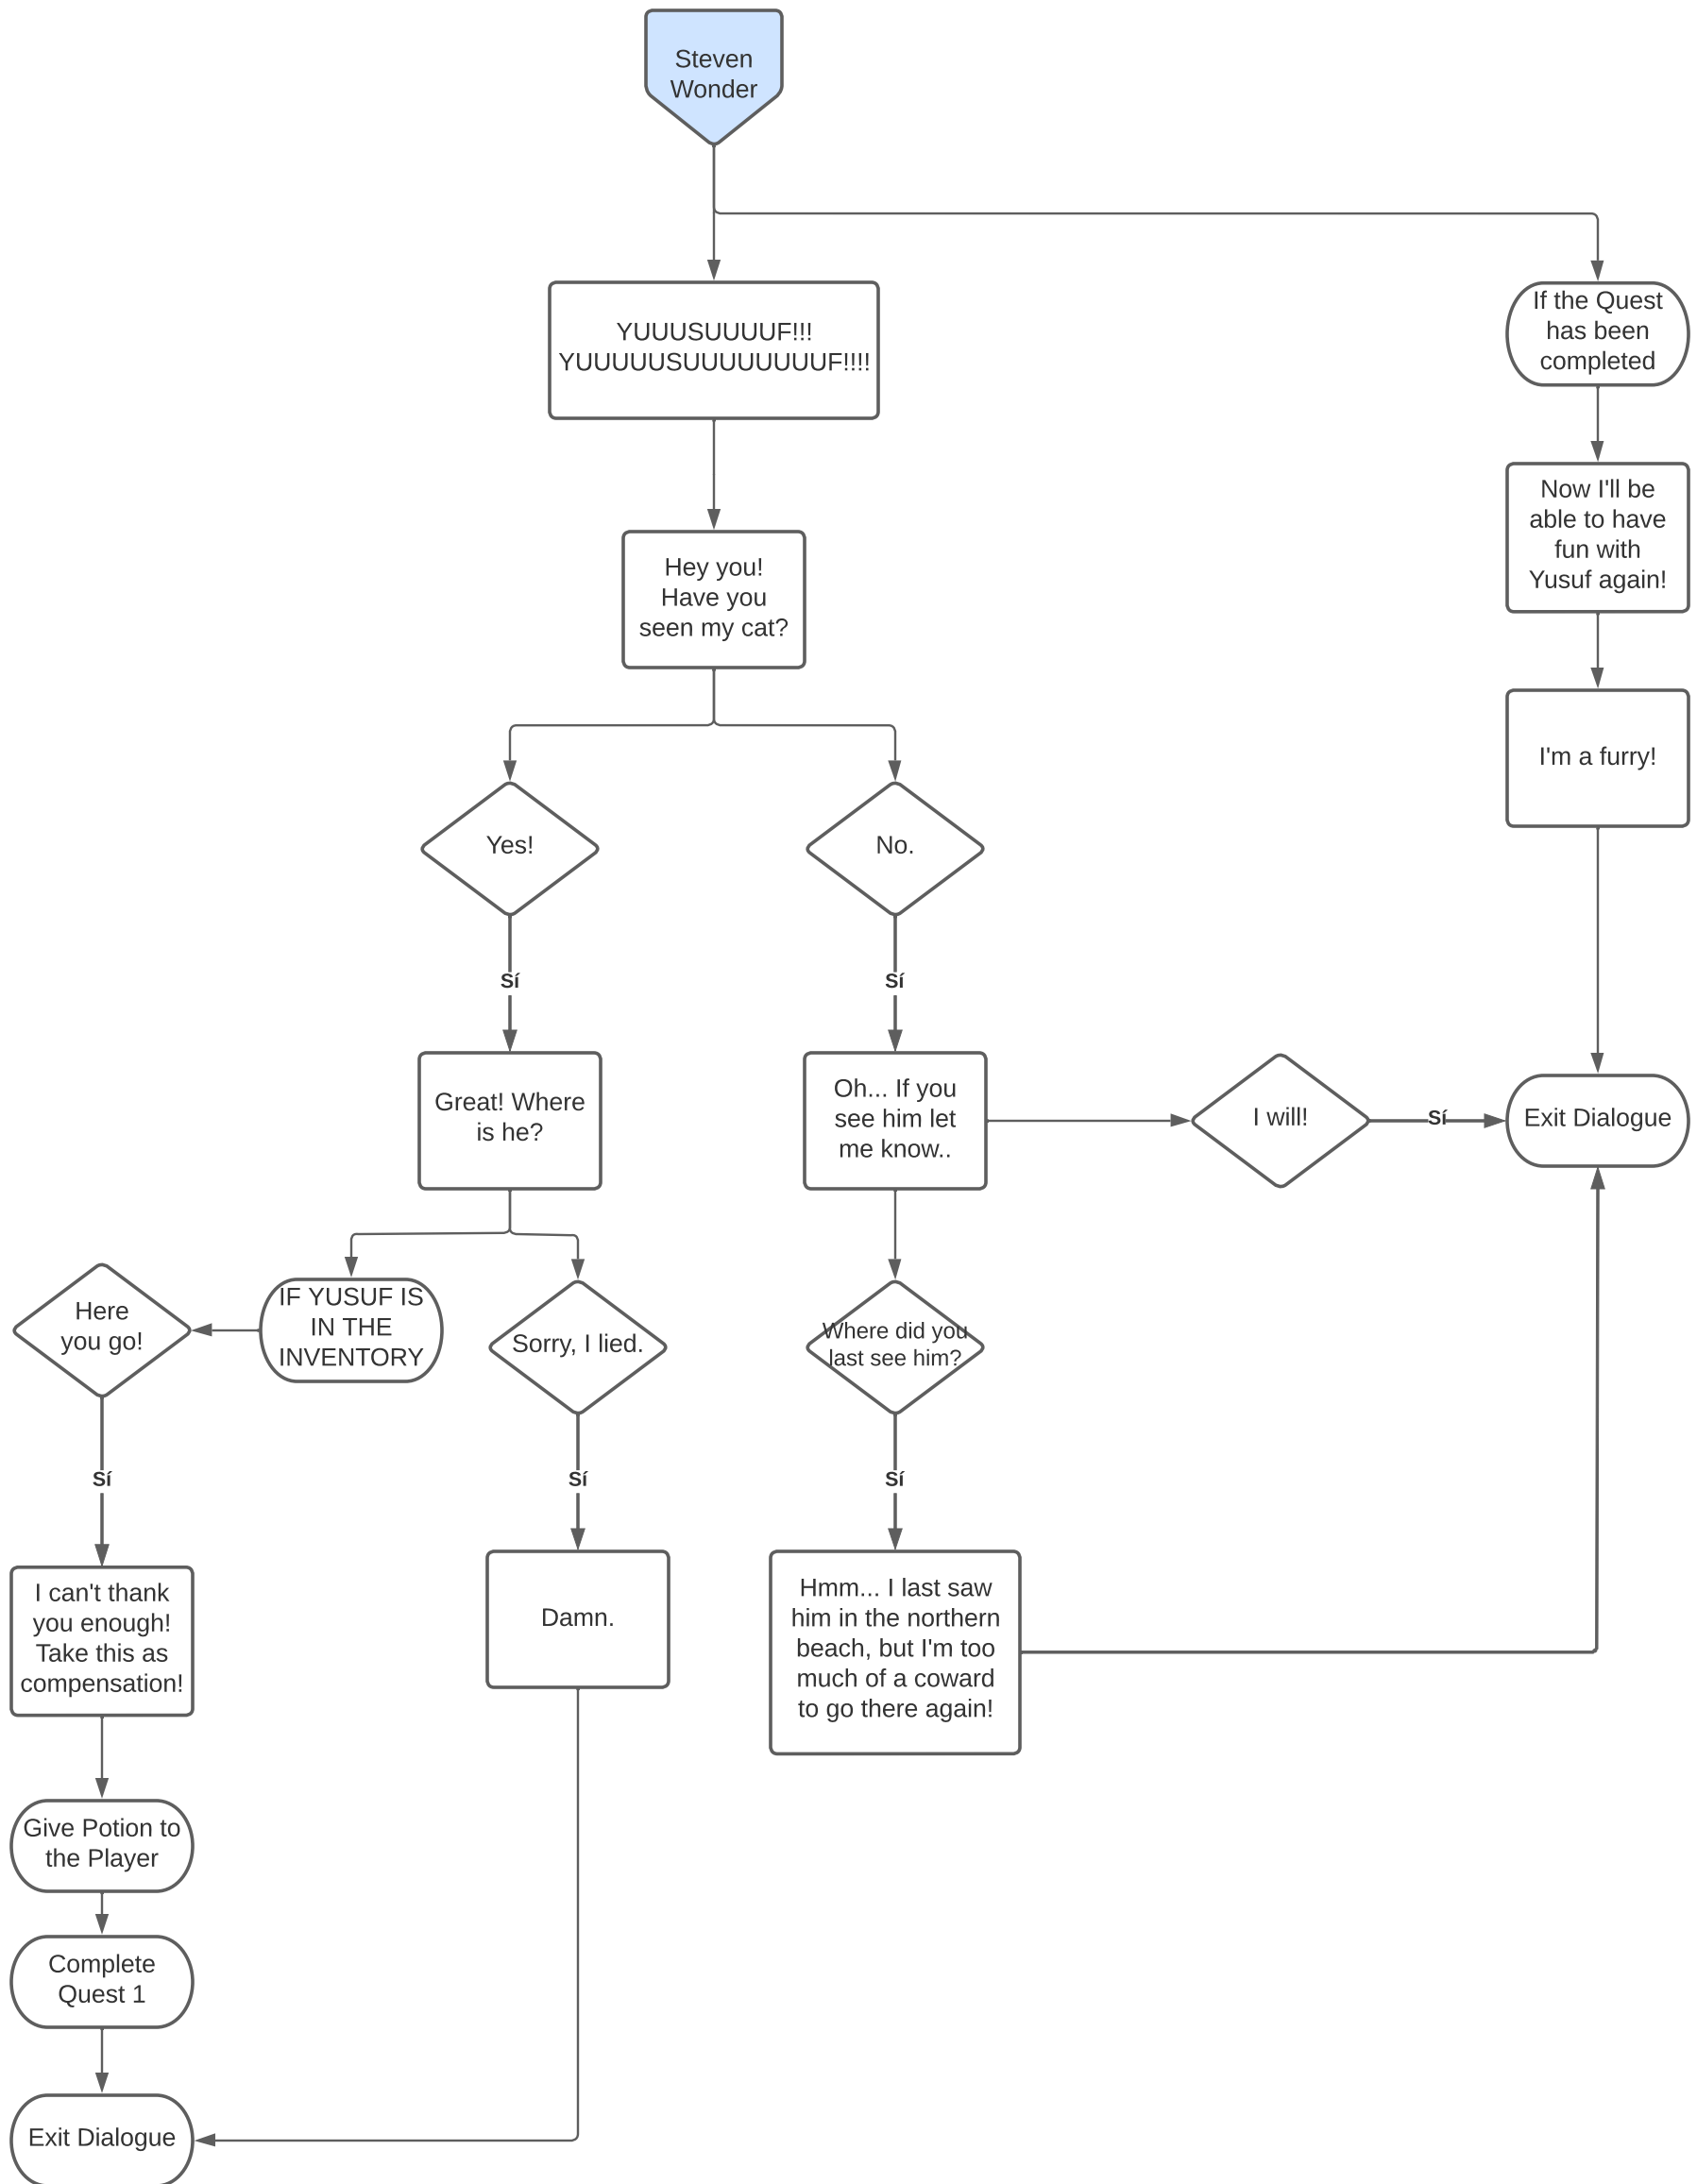 Steven
Wonder
YUUUSUUUUF!!!
YUUUUUSUUUUUUUUF!!!!
If the Quest
has been
completed
Hey you!
Have you
seen my cat?
Now I'll be
able to have
fun with
Yusuf again!
I'm a furry!
Yes!
No.
Sí
Sí
Great! Where
is he?
Oh... If you
see him let
me know..
I will!
Sí
Exit Dialogue
Here
you go!
IF YUSUF IS
IN THE
INVENTORY
Sorry, I lied.
Where did you
last see him?
Sí
Sí
Sí
I can't thank
you enough!
Take this as
compensation!
Damn.
Hmm... I last saw
him in the northern
beach, but I'm too
much of a coward
to go there again!
Give Potion to
the Player
Complete
Quest 1
Exit Dialogue